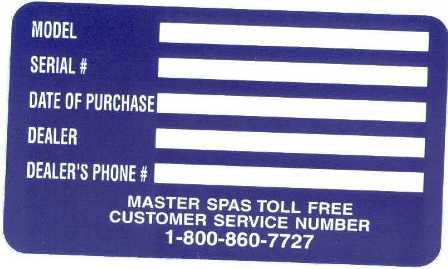 MODEL
SERIAL #
DATE OF PURCHASE
DEALER
DEALER'S PHONE #
MASTER SPAS TOLL FREE
CUSTOMER SERVICE NUMBER
1-800-860-7727